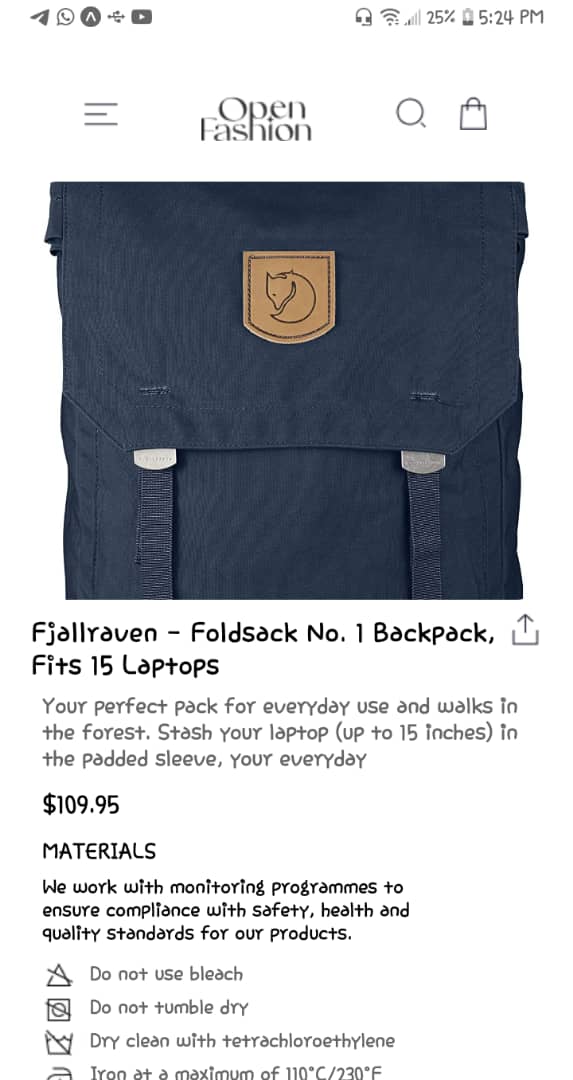 25% 5:24 PM
Open
Fashion
Fjallraven - Foldsack No. 1 Backpack,
Fits 15 Laptops
Your perfect pack for everyday use and walks in
the forest. Stash your laptop (up to 15 inches) in
the padded sleeve, your everyday
$109.95
MATERIALS
We work with monitoring programmes to
ensure compliance with safety, health and
quality standards for our products.
Do not use bleach
Do not tumble dry
Dry clean with tetrachloroethylene
Iron at a maximum of 110°C/230°F